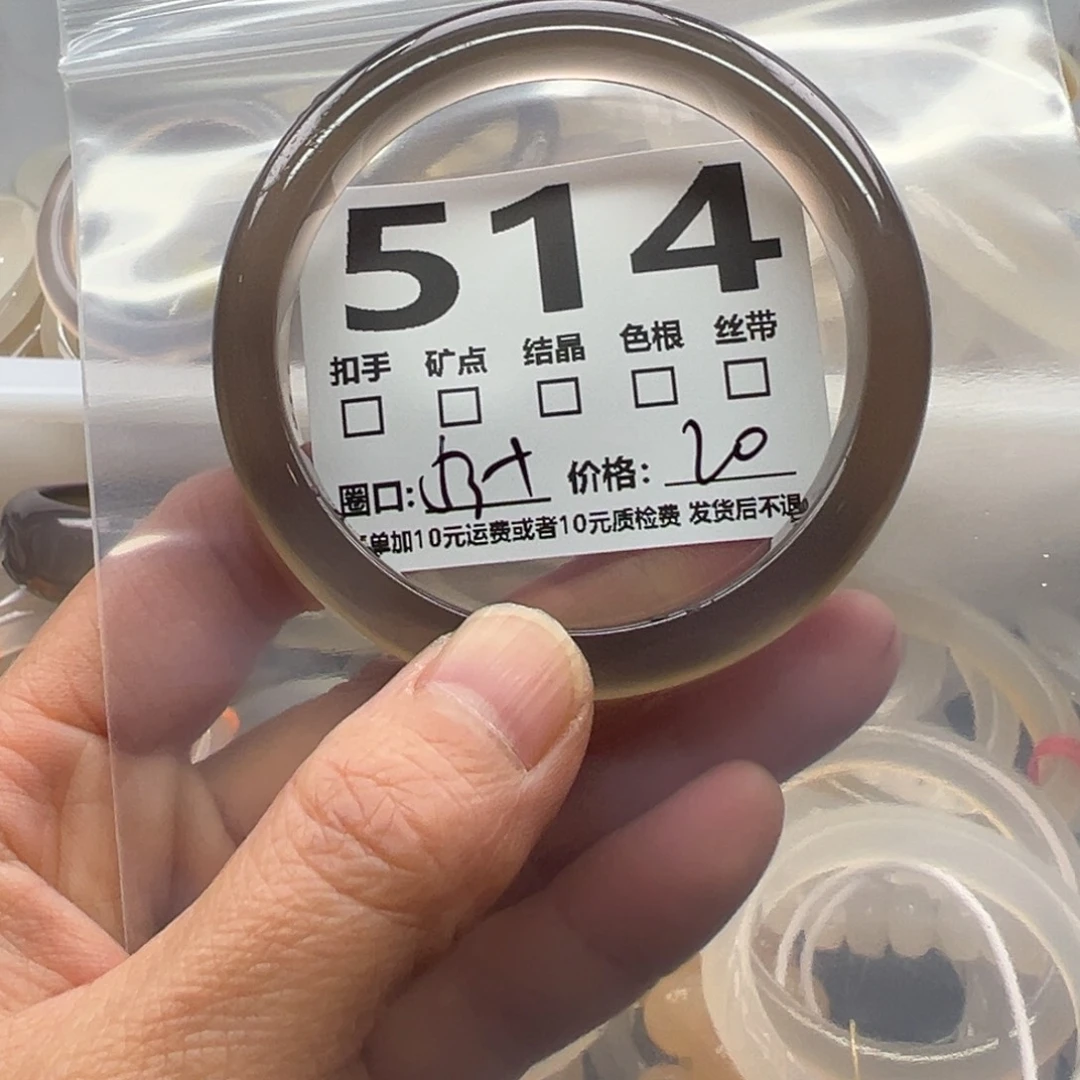 514
扣手 矿点 结晶 色根 丝带
圈口: 价格: 20
单加10元运费或者10元质检费 发货后不退